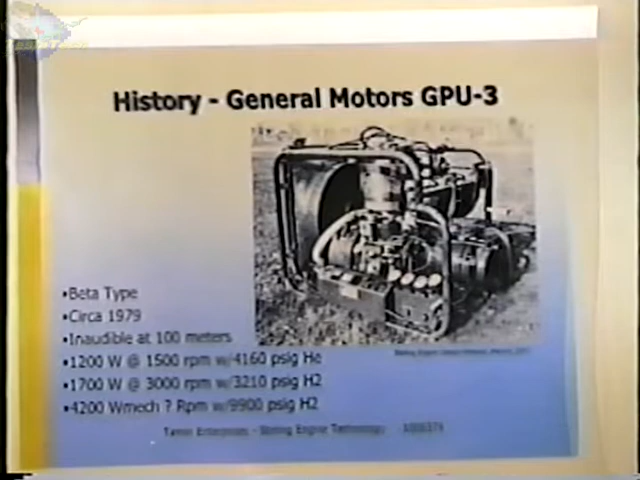 History - General Motors GPU-3
•Beta Type
•Circa 1979
•Inaudible at 100 meters
•1200 W @ 1500 rpm w/4160 psig He
•1700 W @ 3000 rpm w/3210 psig H2
•4200 Wmech ? Rpm w/9900 psig H2
Enterprises - Stirling Engine Technology